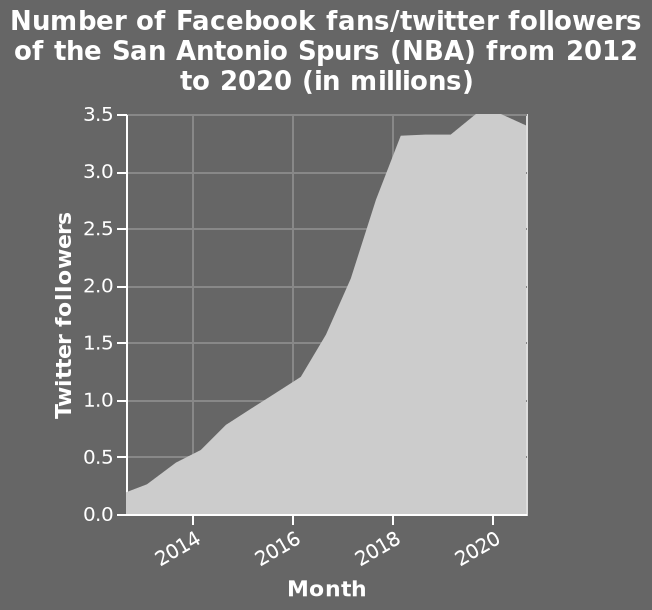 Number of Facebook fans/twitter followers
of the San Antonio Spurs (NBA) from 2012
to 2020 (in millions)
3.5
3.0
2.5
2.0
1.5
1.0
0.5
0.0
Twitter followers
2014
2016
2018
2020
Month